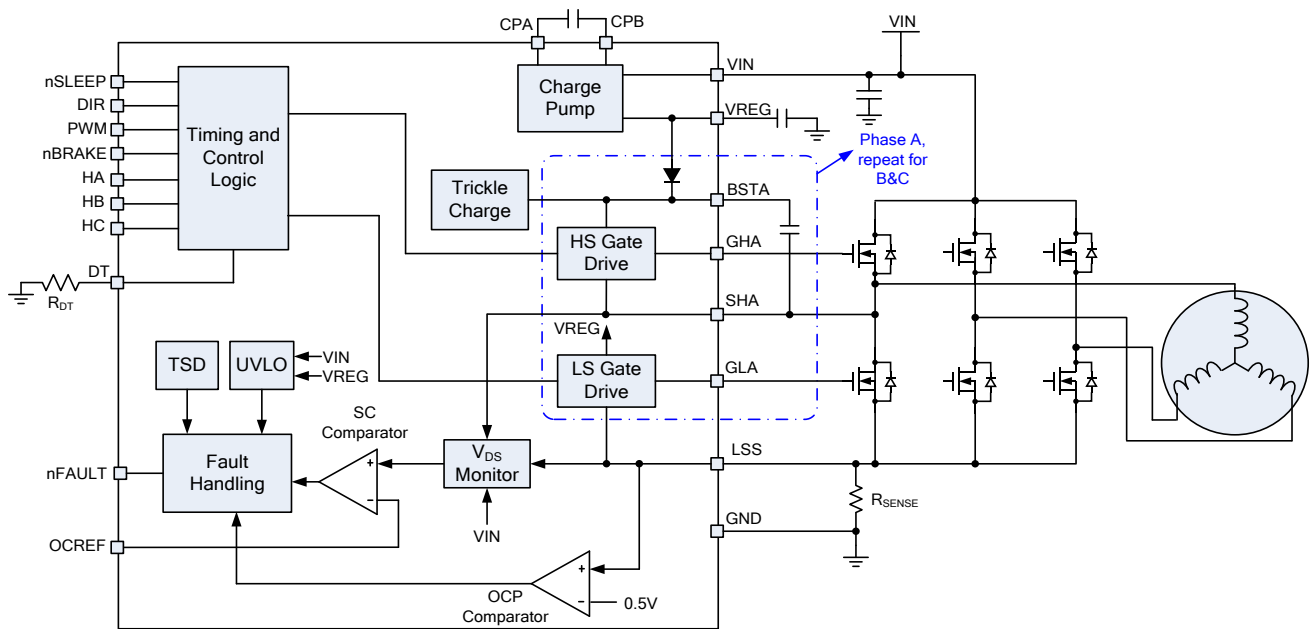 CPA
CPB
VIN
nSLEEP
DIR
PWM
nBRAKE
HA
HB
HC
DT
RDT
Timing and
Control
Logic
Charge
Pump
VIN
VREG
Phase A,
repeat for
B&C
Trickle
Charge
BSTA
HS Gate
Drive
GHA
SHA
VREG
LS Gate
Drive
GLA
TSD
UVLO
VIN
VREG
SC
Comparator
nFAULT
Fault
Handling
+
−
VDS
Monitor
LSS
VIN
RSENSE
GND
OCREF
OCP
Comparator
+
−
0.5V